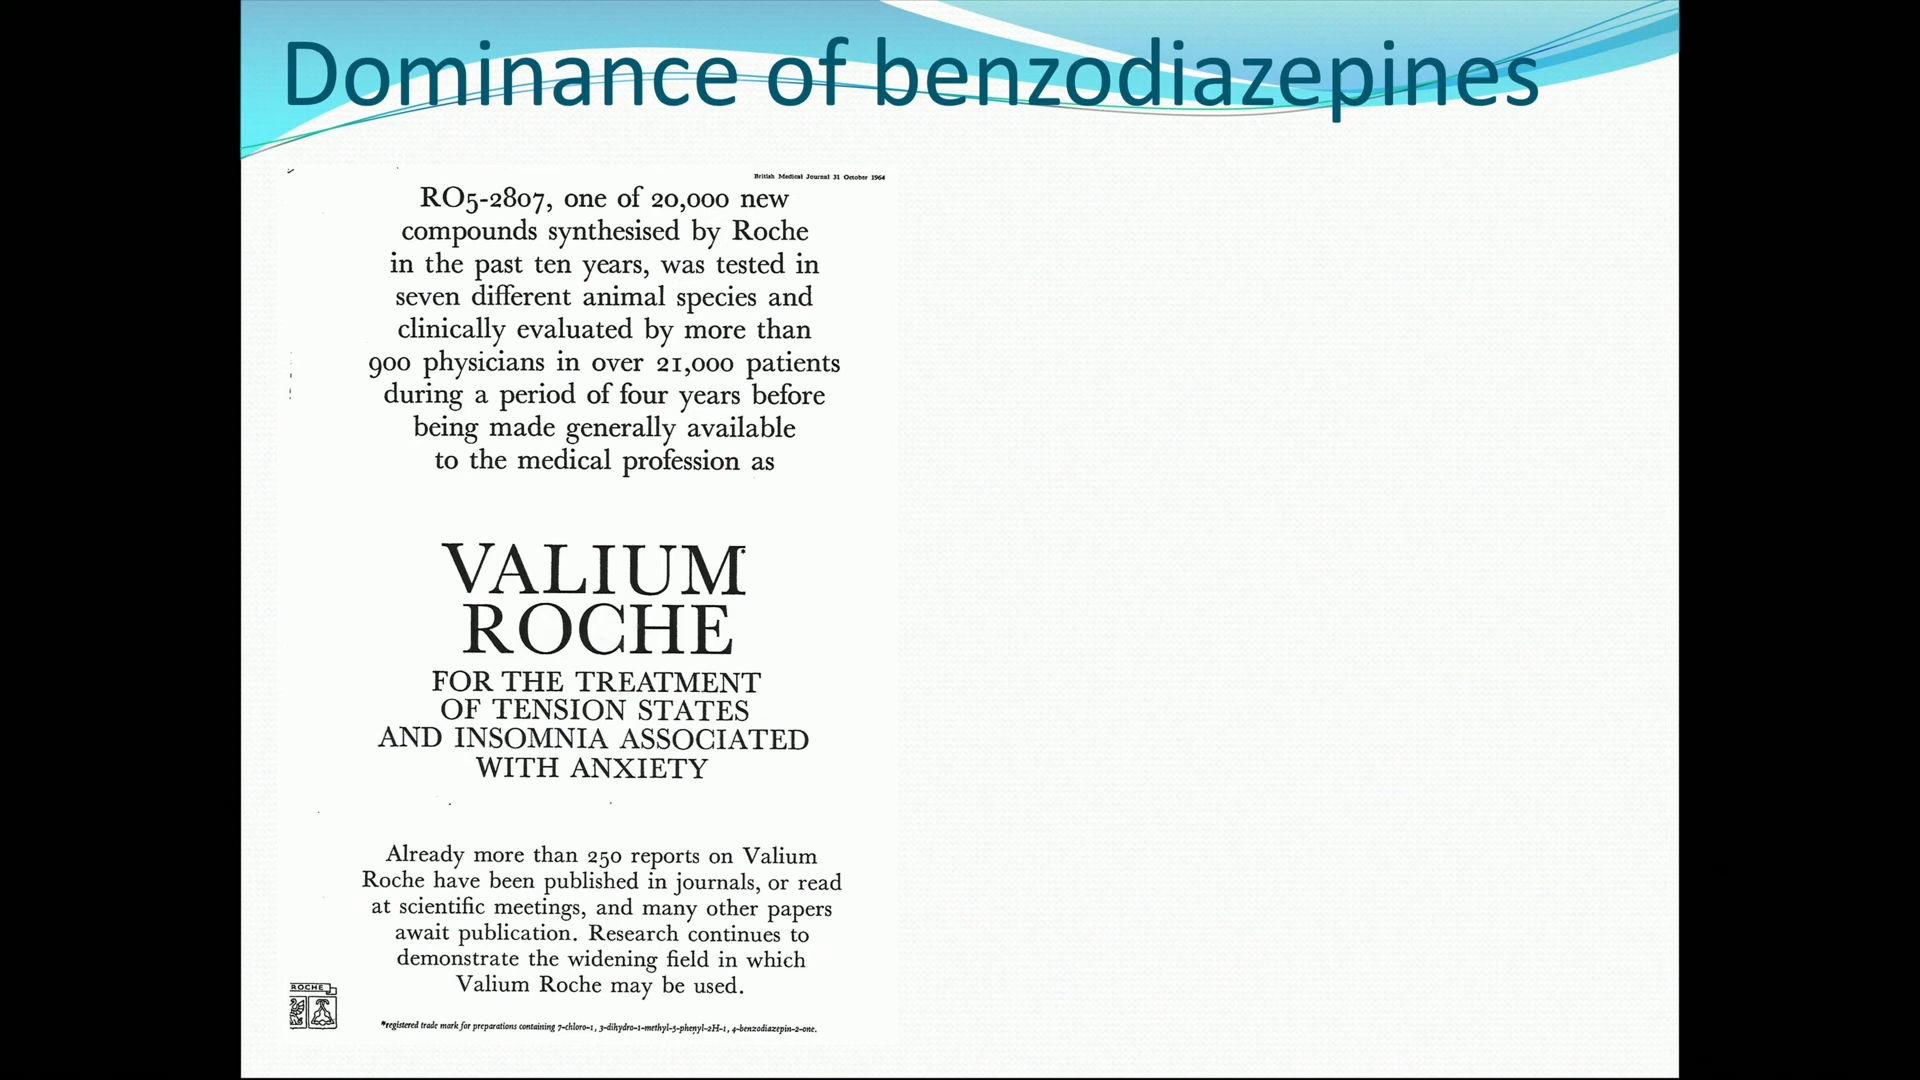 Dominance of benzodiazepines
British Medical Journal 31 October 1964
RO5-2807, one of 20,000 new
compounds synthesised by Roche
in the past ten years, was tested in
seven different animal species and
clinically evaluated by more than
900 physicians in over 21,000 patients
during a period of four years before
being made generally available
to the medical profession as
VALIUM
ROCHE
FOR THE TREATMENT
OF TENSION STATES
AND INSOMNIA ASSOCIATED
WITH ANXIETY
Already more than 250 reports on Valium
Roche have been published in journals, or read
at scientific meetings, and many other papers
await publication. Research continues to
demonstrate the widening field in which
Valium Roche may be used.
ROCHE
*registered trade mark for preparations containing 7-chloro-1, 3-dihydro-1-methyl-5-phenyl-2H-1, 4-benzodiazepin-2-one.